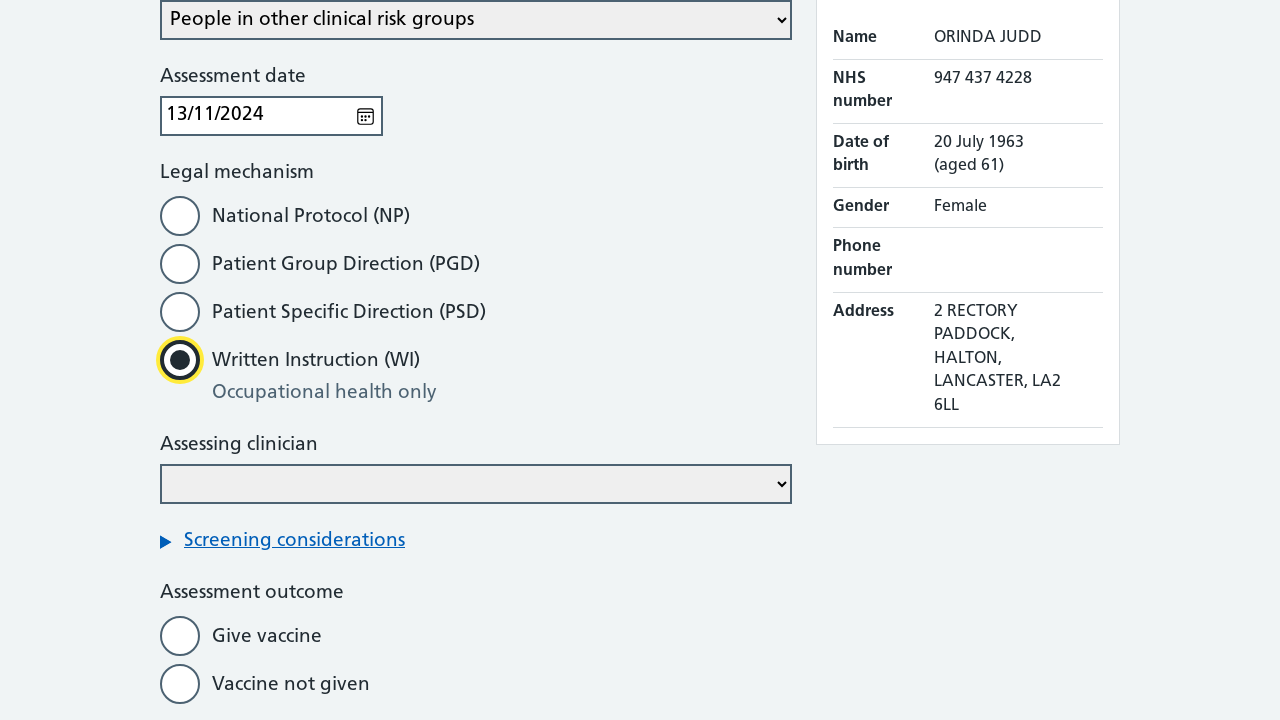 People in other clinical risk groups
Assessment date
13/11/2024
Legal mechanism
National Protocol (NP)
Patient Group Direction (PGD)
Patient Specific Direction (PSD)
Written Instruction (WI)
Occupational health only
Assessing clinician
Screening considerations
Assessment outcome
Give vaccine
Vaccine not given
Name ORINDA JUDD
NHS number 947 437 4228
Date of birth 20 July 1963 (aged 61)
Gender Female
Phone number
Address 2 RECTORY
PADDOCK,
HALTON,
LANCASTER, LA2
6LL